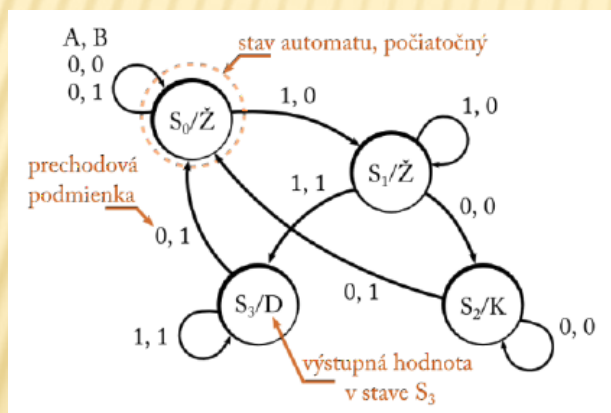 A, B
0, 0
0, 1
stav automatu, počiatočný
S0/Ž
1, 0
1, 0
S1/Ž
prechodová
podmienka
1, 1
0, 0
0, 1
0, 1
S3/D
S2/K
1, 1
0, 0
výstupná hodnota
v stave S3